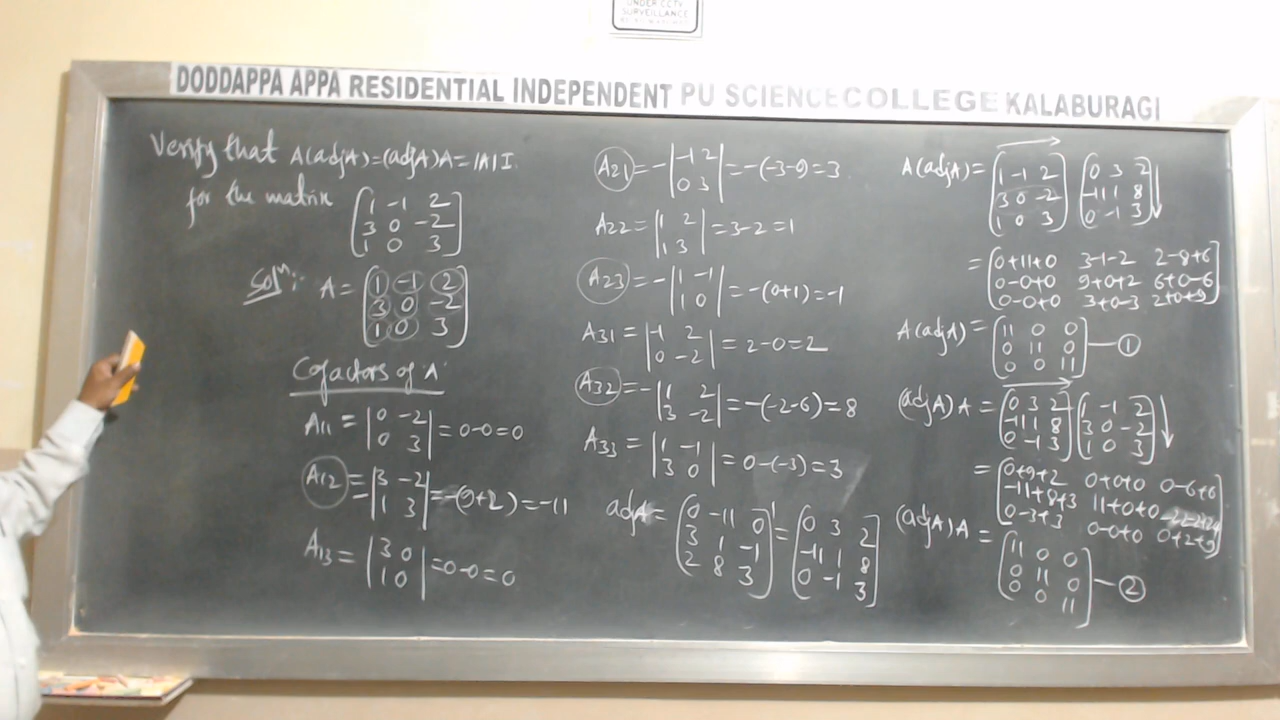 UNDER CCTV
SURVEILLANCE
DODDAPPA APPA RESIDENTIAL INDEPENDENT PU SCIENCE COLLEGE KALABURAGI
Verify that A(adjA)=(adjA)A=|A|I.
for the matrix
1 -1 2
3 0 -2
1 0 3
Solⁿ:- A =
1 -1 2
3 0 -2
1 0 3
Cofactors of A
A11 = |0 -2| = 0-0=0
|0 3|
A12 = -|3 -2| = -(9+2)=-11
|1 3|
A13 = |3 0| = 0-0=0
|1 0|
A21 = -|-1 2| = -(-3-0)=3
|0 3|
A22 = |1 2| = 3-2=1
|1 3|
A23 = -|1 -1| = -(0+1)=-1
|1 0|
A31 = |-1 2| = 2-0=2
|0 -2|
A32 = -|1 2| = -(-2-6)=8
|3 -2|
A33 = |1 -1| = 0-(-3)=3
|3 0|
adjA = [0 -11 0]' = [0 3 2]
[3 1 -1] [-11 1 8]
[2 8 3] [0 -1 3]
A(adjA) = [1 -1 2] [0 3 2]
[3 0 -2] [-11 1 8]
[1 0 3] [0 -1 3]
= [0+11+0 3-1-2 2-8+6]
[0-0+0 9+0+2 6+0-6]
[0-0+0 3+0-3 2+0+9]
A(adjA) = [11 0 0]
[0 11 0] — ①
[0 0 11]
(adjA)A = [0 3 2] [1 -1 2]
[-11 1 8] [3 0 -2]
[0 -1 3] [1 0 3]
= [0+9+2 0+0+0 0-6+6]
[-11+8+3 11+0+0 -22-2+24]
[0-3+3 0-0+0 0+2+9]
(adjA)A = [11 0 0]
[0 11 0] — ②
[0 0 11]